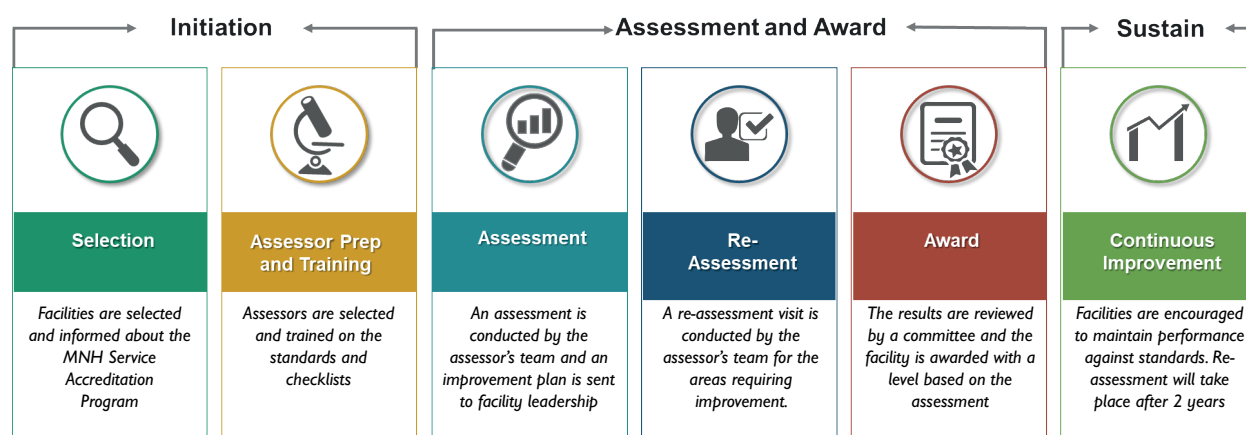 Initiation
Assessment and Award
Sustain
Selection
Facilities are selected
and informed about the
MNH Service
Accreditation
Program
Assessor Prep
and Training
Assessors are selected
and trained on the
standards and
checklists
Assessment
An assessment is
conducted by the
assessor's team and an
improvement plan is sent
to facility leadership
Re-
Assessment
A re-assessment visit is
conducted by the
assessor's team for the
areas requiring
improvement.
Award
The results are reviewed
by a committee and the
facility is awarded with a
level based on the
assessment
Continuous
Improvement
Facilities are encouraged
to maintain performance
against standards. Re-
assessment will take
place after 2 years